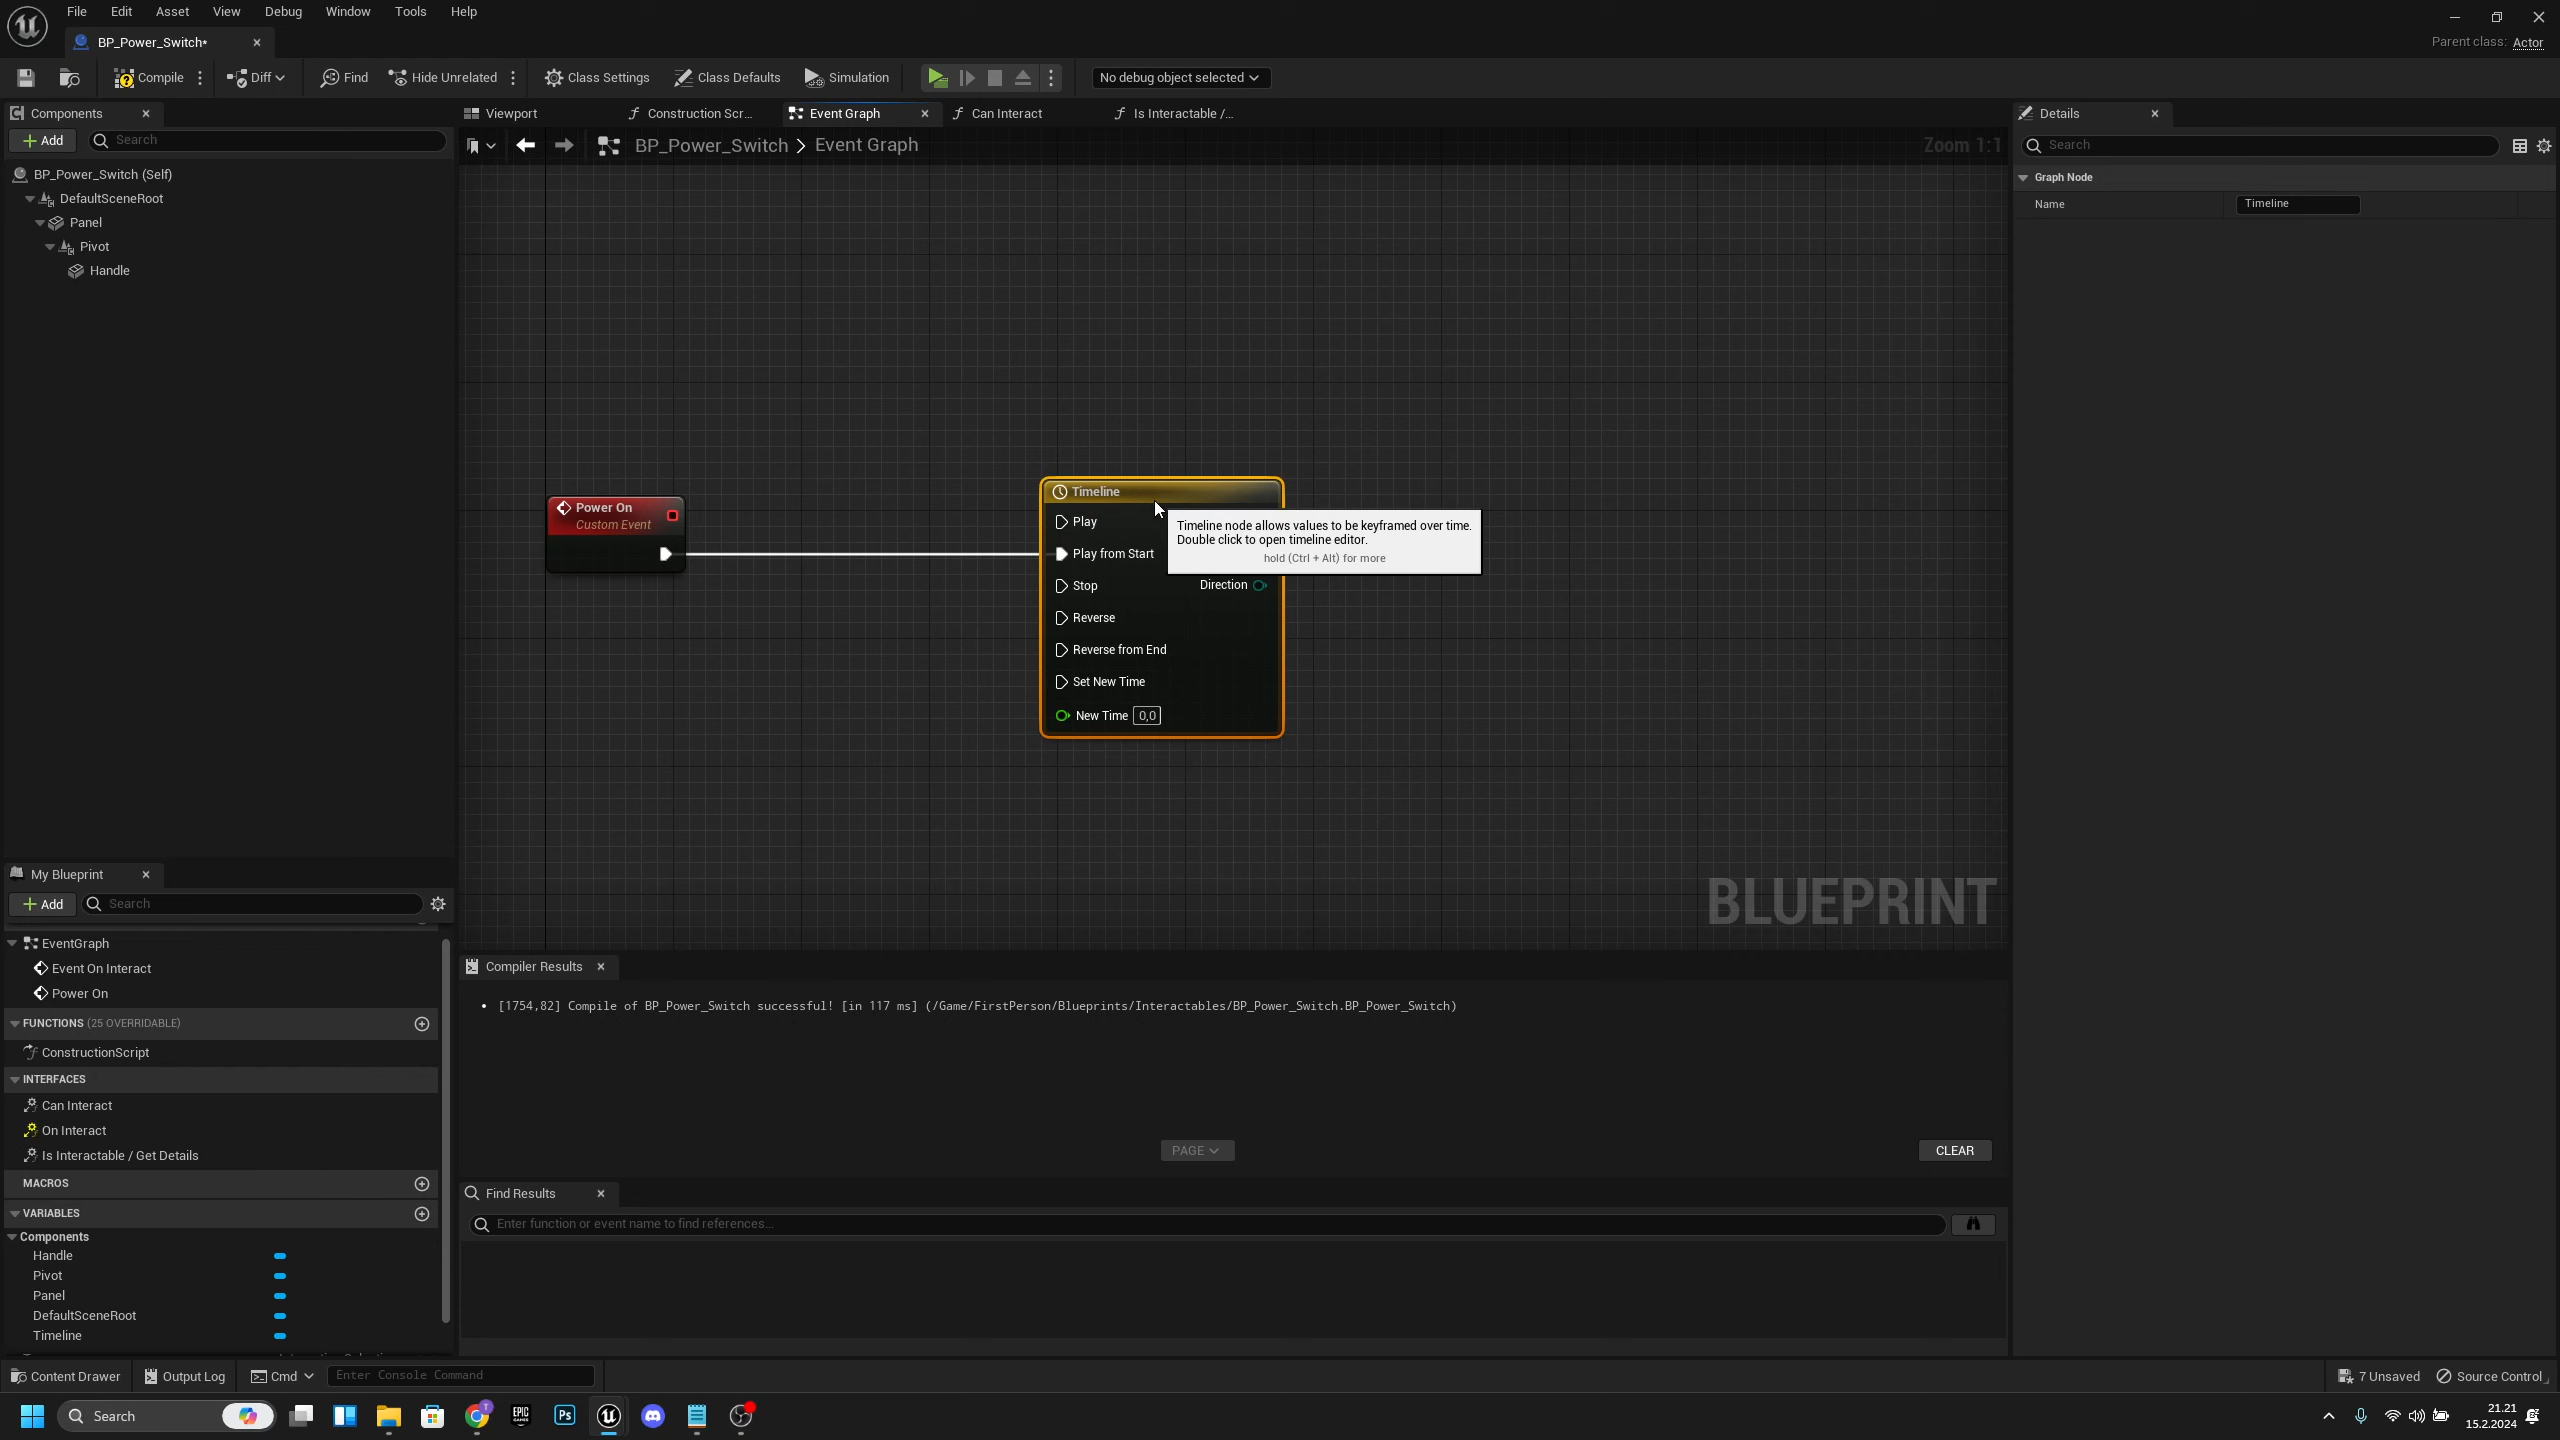 File Edit Asset View Debug Window Tools Help
BP_Power_Switch*
Parent class: Actor
Compile Diff Find Hide Unrelated Class Settings Class Defaults Simulation No debug object selected
Components
Add Search
BP_Power_Switch (Self)
DefaultSceneRoot
Panel
Pivot
Handle
Viewport Construction Scr... Event Graph Can Interact Is Interactable /...
BP_Power_Switch > Event Graph
Zoom 1:1
Power On
Custom Event
Timeline
Play
Play from Start
Stop
Direction
Reverse
Reverse from End
Set New Time
New Time 0,0
Timeline node allows values to be keyframed over time.
Double click to open timeline editor.
hold (Ctrl + Alt) for more
BLUEPRINT
Details
Search
Graph Node
Name Timeline
My Blueprint
Add Search
EventGraph
Event On Interact
Power On
FUNCTIONS (25 OVERRIDABLE)
ConstructionScript
INTERFACES
Can Interact
On Interact
Is Interactable / Get Details
MACROS
VARIABLES
Components
Handle
Pivot
Panel
DefaultSceneRoot
Timeline
Compiler Results
[1754,82] Compile of BP_Power_Switch successful! [in 117 ms] (/Game/FirstPerson/Blueprints/Interactables/BP_Power_Switch.BP_Power_Switch)
PAGE
CLEAR
Find Results
Enter function or event name to find references...
Content Drawer Output Log Cmd Enter Console Command
7 Unsaved Source Control
Search
EPIC GAMES
Ps
21.21
15.2.2024